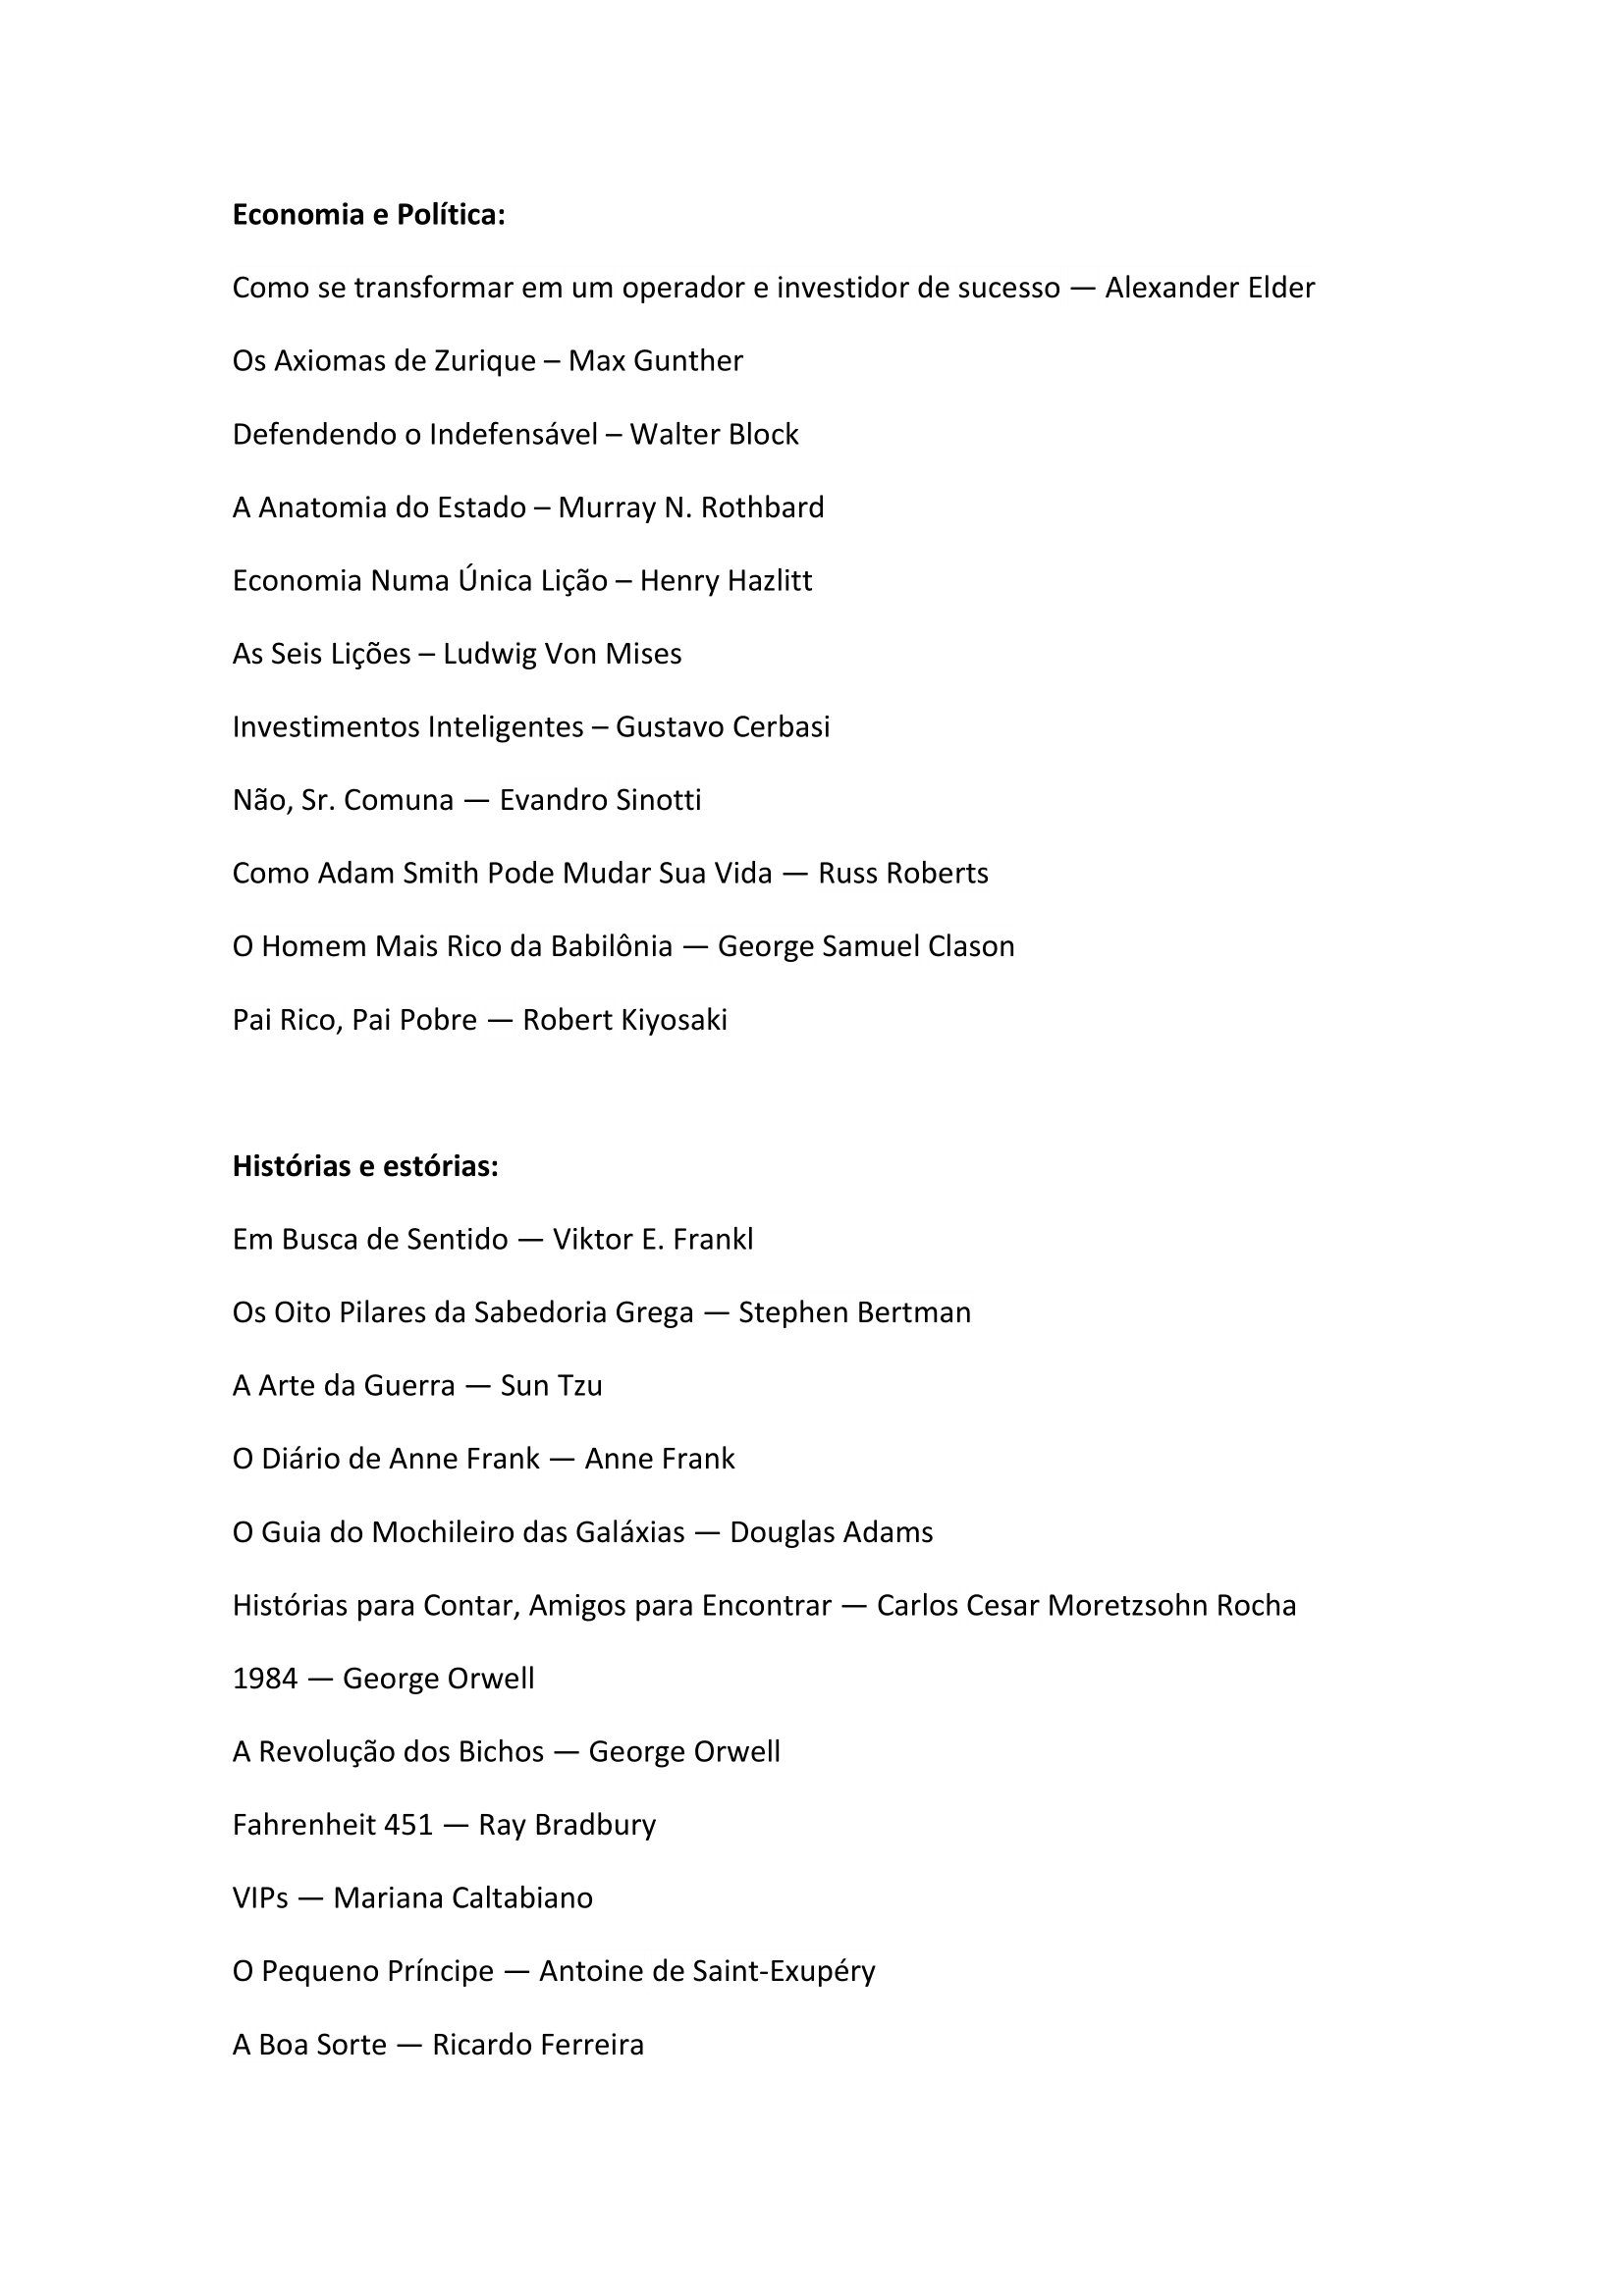 Economia e Política:
Como se transformar em um operador e investidor de sucesso — Alexander Elder
Os Axiomas de Zurique – Max Gunther
Defendendo o Indefensável – Walter Block
A Anatomia do Estado – Murray N. Rothbard
Economia Numa Única Lição – Henry Hazlitt
As Seis Lições – Ludwig Von Mises
Investimentos Inteligentes – Gustavo Cerbasi
Não, Sr. Comuna — Evandro Sinotti
Como Adam Smith Pode Mudar Sua Vida — Russ Roberts
O Homem Mais Rico da Babilônia — George Samuel Clason
Pai Rico, Pai Pobre — Robert Kiyosaki
Histórias e estórias:
Em Busca de Sentido — Viktor E. Frankl
Os Oito Pilares da Sabedoria Grega — Stephen Bertman
A Arte da Guerra — Sun Tzu
O Diário de Anne Frank — Anne Frank
O Guia do Mochileiro das Galáxias — Douglas Adams
Histórias para Contar, Amigos para Encontrar — Carlos Cesar Moretzsohn Rocha
1984 — George Orwell
A Revolução dos Bichos — George Orwell
Fahrenheit 451 — Ray Bradbury
VIPs — Mariana Caltabiano
O Pequeno Príncipe — Antoine de Saint-Exupéry
A Boa Sorte — Ricardo Ferreira